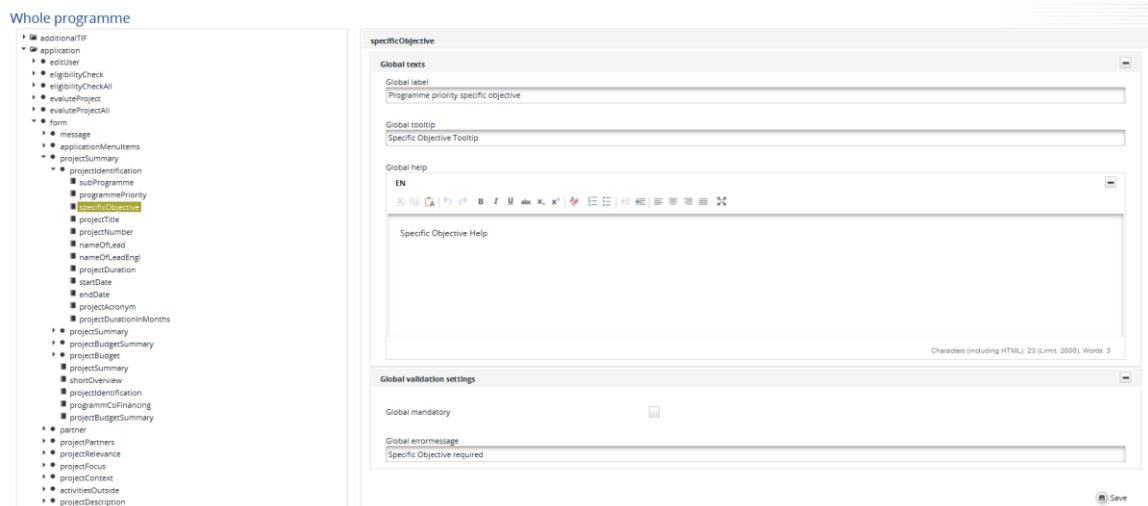 Whole programme
additionalTIF
application
editUser
eligibilityCheck
eligibilityCheckAll
evaluteProject
evaluteProjectAll
form
message
applicationMenuItems
projectSummary
projectIdentification
subProgramme
programmePriority
specificObjective
projectTitle
projectNumber
nameOfLead
nameOfLeadEngl
projectDuration
startDate
endDate
projectAcronym
projectDurationInMonths
projectSummary
projectBudgetSummary
projectBudget
projectSummary
shortOverview
projectIdentification
programmCoFinancing
projectBudgetSummary
partner
projectPartners
projectRelevance
projectFocus
projectContext
activitiesOutside
projectDescription
specificObjective
Global texts
Global label
Programme priority specific objective
Global tooltip
Specific Objective Tooltip
Global help
EN
B I U abc x, x'
Specific Objective Help
Characters (including HTML): 23 (Limit: 2000), Words: 3
Global validation settings
Global mandatory
Global errormessage
Specific Objective required
Save